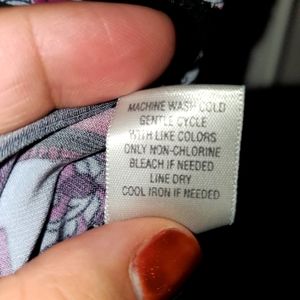 MACHINE WASH COLD
GENTLE CYCLE
WITH LIKE COLORS
ONLY NON-CHLORINE
BLEACH IF NEEDED
LINE DRY
COOL IRON IF NEEDED